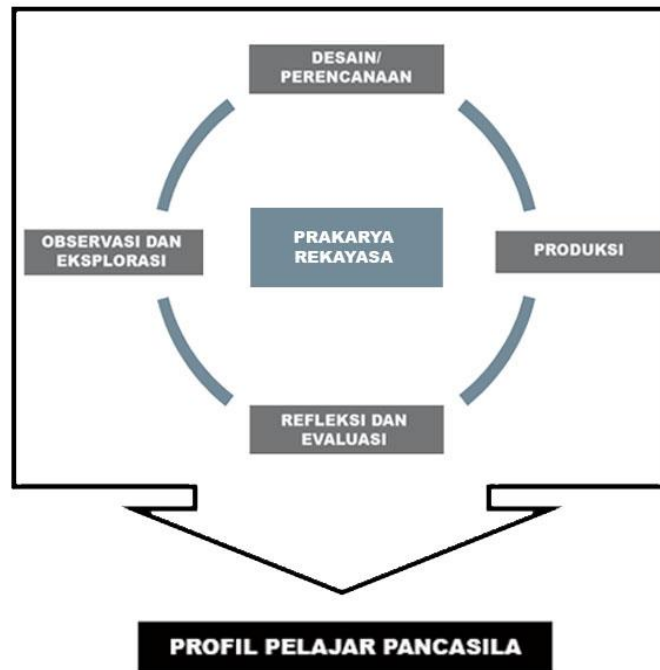 DESAIN/
PERENCANAAN
OBSERVASI DAN
EKSPLORASI
PRAKARYA
REKAYASA
PRODUKSI
REFLEKSI DAN
EVALUASI
PROFIL PELAJAR PANCASILA